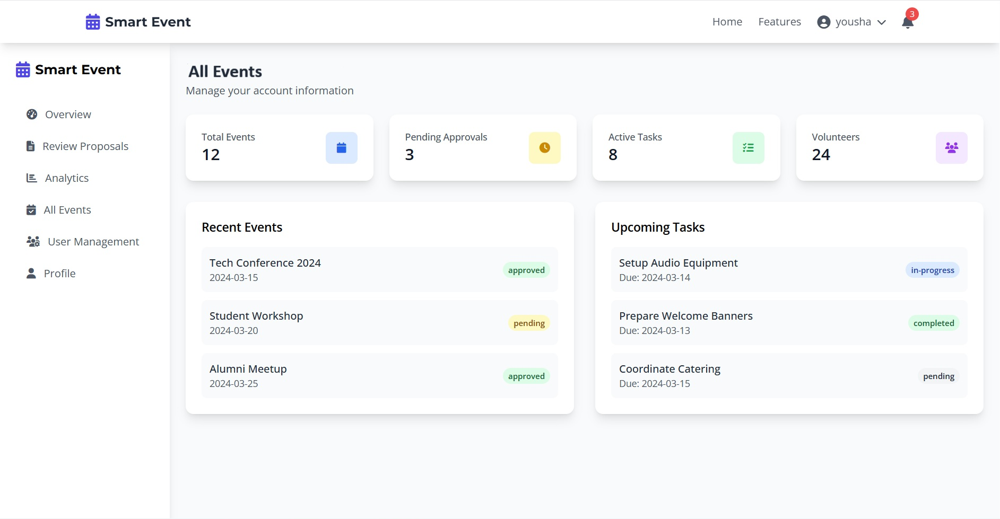 Smart Event
Home
Features
yousha
3
Smart Event
Overview
Review Proposals
Analytics
All Events
User Management
Profile
All Events
Manage your account information
Total Events
12
Pending Approvals
3
Active Tasks
8
Volunteers
24
Recent Events
Tech Conference 2024
2024-03-15
approved
Student Workshop
2024-03-20
pending
Alumni Meetup
2024-03-25
approved
Upcoming Tasks
Setup Audio Equipment
Due: 2024-03-14
in-progress
Prepare Welcome Banners
Due: 2024-03-13
completed
Coordinate Catering
Due: 2024-03-15
pending